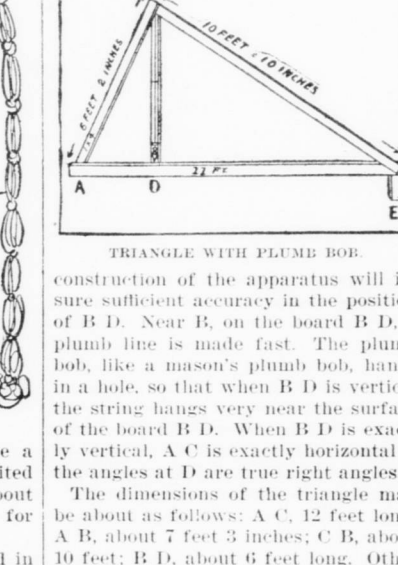 10 FEET - 10 INCHES
2 INCHES
A
D
E
TRIANGLE WITH PLUMB BOB.
construction of the apparatus will i
sure sufficient accuracy in the positi
of B D. Near B, on the board B D,
plumb line is made fast. The plum
bob, like a mason's plumb bob, han
in a hole, so that when B D is vertic
the string hangs very near the surfa
of the board B D. When B D is exac
ly vertical, A C is exactly horizontal
the angles at D are true right angles
The dimensions of the triangle ma
be about as follows: A C, 12 feet lon
A B, about 7 feet 3 inches; C B, abo
10 feet; B D, about 6 feet long. Oth
e a
ited
bout
for
d in